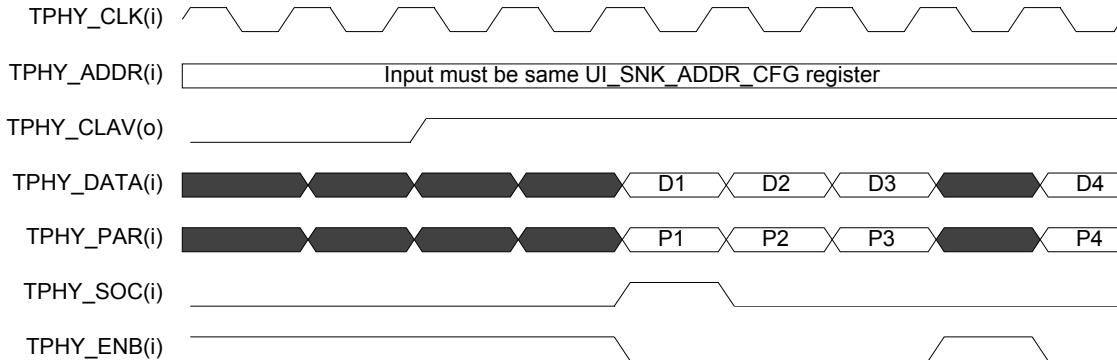 TPHY_CLK(i)
TPHY_ADDR(i) Input must be same UI_SNK_ADDR_CFG register
TPHY_CLAV(o)
TPHY_DATA(i) D1 D2 D3 D4
TPHY_PAR(i) P1 P2 P3 P4
TPHY_SOC(i)
TPHY_ENB(i)